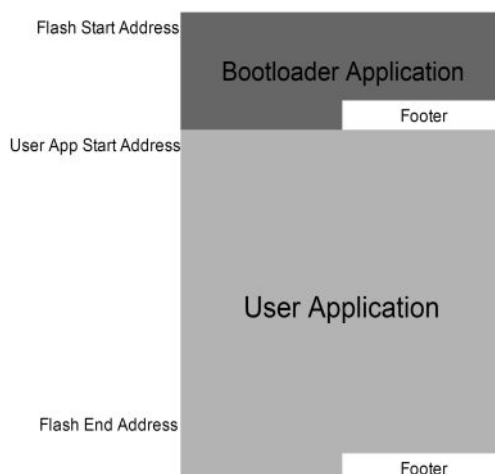 Flash Start Address
Bootloader Application
Footer
User App Start Address
User Application
Flash End Address
Footer